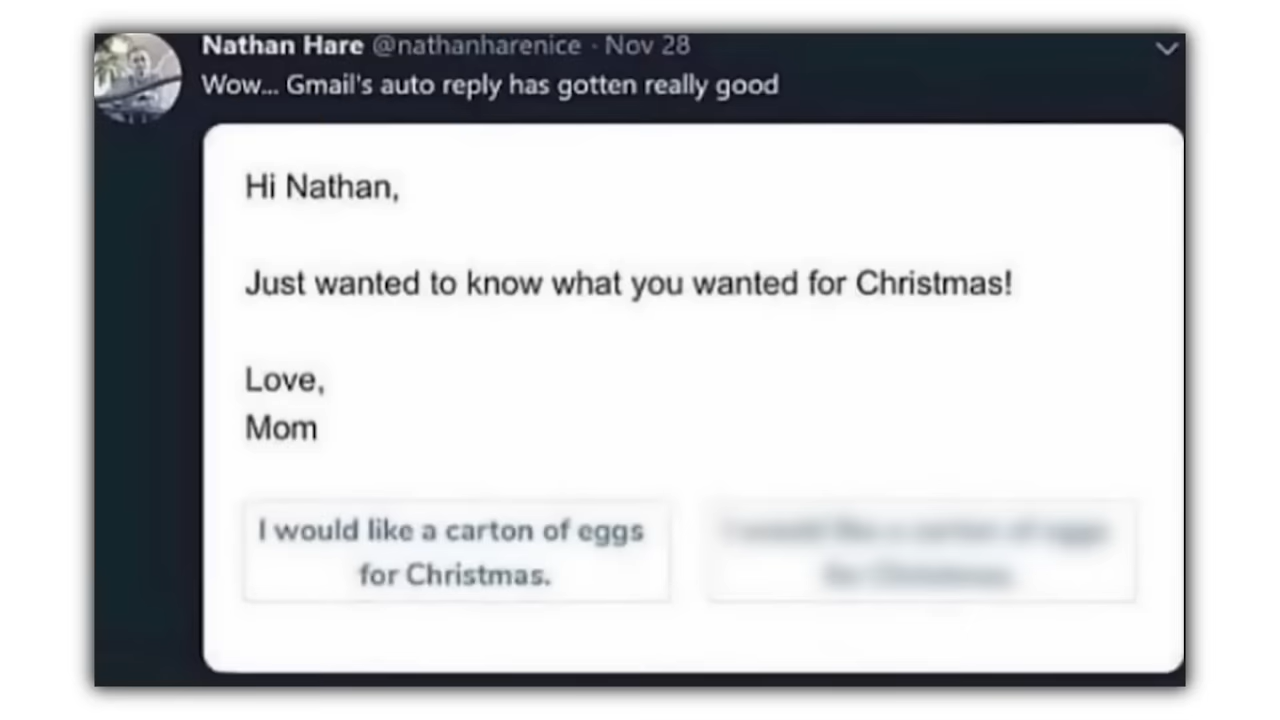 Nathan Hare @nathanharenice · Nov 28
Wow... Gmail's auto reply has gotten really good
Hi Nathan,
Just wanted to know what you wanted for Christmas!
Love,
Mom
I would like a carton of eggs
for Christmas.